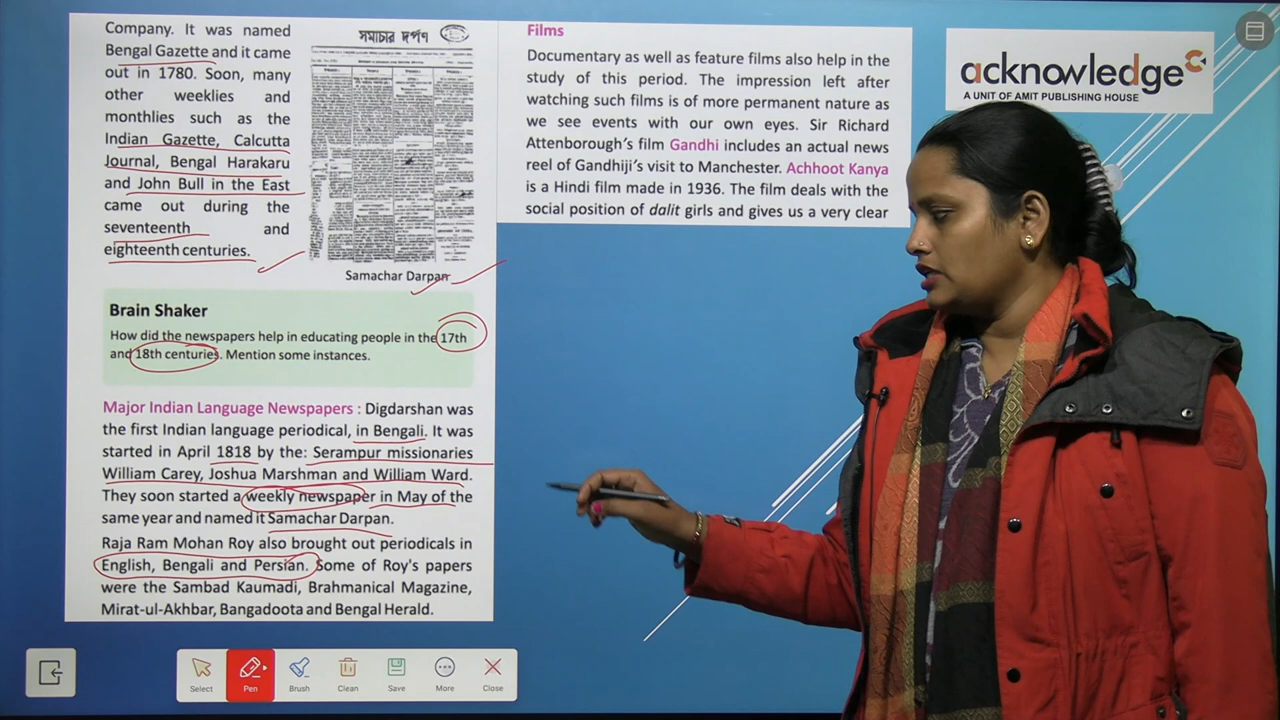 Company. It was named
Bengal Gazette and it came
out in 1780. Soon, many
other weeklies and
monthlies such as the
Indian Gazette, Calcutta
Journal, Bengal Harakaru
and John Bull in the East
came out during the
seventeenth and
eighteenth centuries.
সমাচার দর্পণ
Samachar Darpan
Brain Shaker
How did the newspapers help in educating people in the 17th
and 18th centuries. Mention some instances.
Major Indian Language Newspapers : Digdarshan was
the first Indian language periodical, in Bengali. It was
started in April 1818 by the: Serampur missionaries
William Carey, Joshua Marshman and William Ward.
They soon started a weekly newspaper in May of the
same year and named it Samachar Darpan.
Raja Ram Mohan Roy also brought out periodicals in
English, Bengali and Persian. Some of Roy's papers
were the Sambad Kaumadi, Brahmanical Magazine,
Mirat-ul-Akhbar, Bangadoota and Bengal Herald.
Films
Documentary as well as feature films also help in the
study of this period. The impact left after
watching such films is of more permanent nature as
we see events with our own eyes. Sir Richard
Attenborough's film Gandhi includes an actual news
reel of Gandhiji's visit to Manchester. Achhoot Kanya
is a Hindi film made in 1936. The film deals with the
social position of dalit girls and gives us a very clear
acknowledge
A UNIT OF AMIT PUBLISHING HOUSE
Select Pen Brush Clean Save More Close